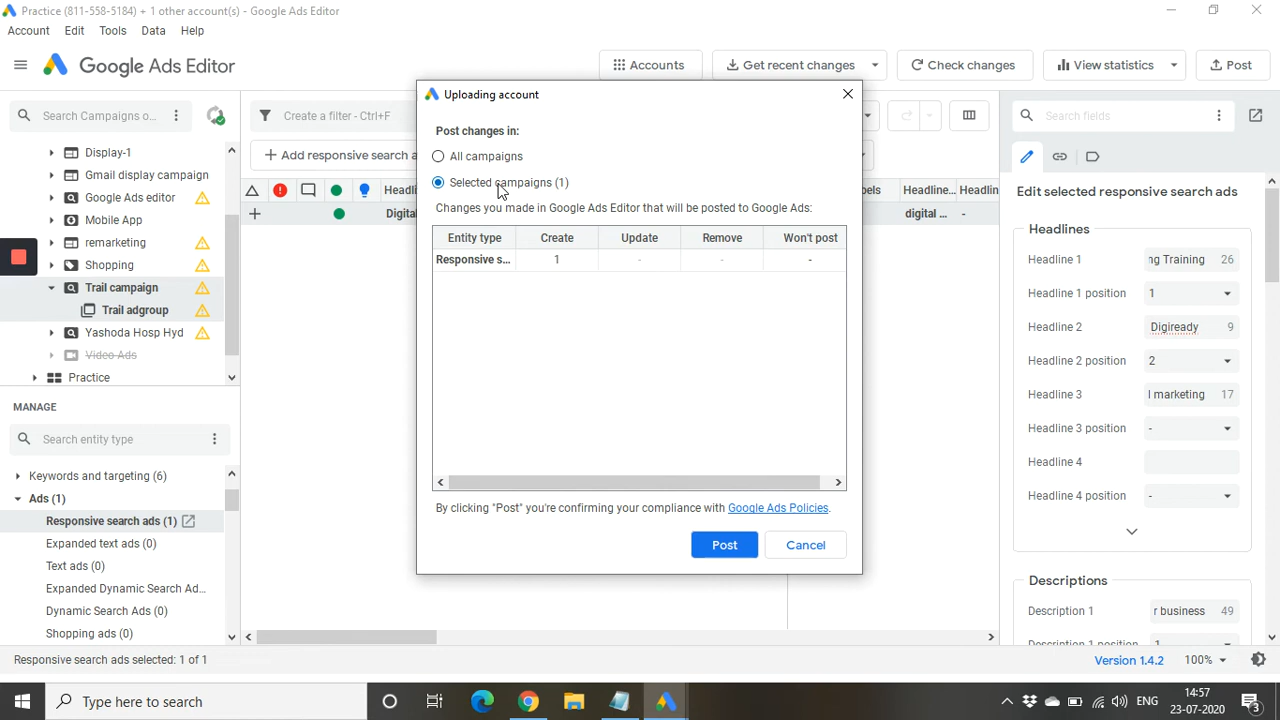 Practice (811-558-5184) + 1 other account(s) - Google Ads Editor
Account Edit Tools Data Help
Google Ads Editor
Accounts
Get recent changes
Check changes
View statistics
Post
Search Campaigns o...
Create a filter - Ctrl+F
Search fields
Uploading account
Post changes in:
All campaigns
Selected campaigns (1)
Changes you made in Google Ads Editor that will be posted to Google Ads:
Entity type Create Update Remove Won't post
Responsive s... 1 - - -
By clicking "Post" you're confirming your compliance with Google Ads Policies.
Post Cancel
Display-1
Gmail display campaign
Google Ads editor
Mobile App
remarketing
Shopping
Trail campaign
Trail adgroup
Yashoda Hosp Hyd
Video Ads
Practice
MANAGE
Search entity type
Keywords and targeting (6)
Ads (1)
Responsive search ads (1)
Expanded text ads (0)
Text ads (0)
Expanded Dynamic Search Ad...
Dynamic Search Ads (0)
Shopping ads (0)
Add responsive search a
Headli
Digital
bels Headline... Headlin
digital ... -
Edit selected responsive search ads
Headlines
Headline 1 ng Training 26
Headline 1 position 1
Headline 2 Digiready 9
Headline 2 position 2
Headline 3 l marketing 17
Headline 3 position -
Headline 4
Headline 4 position -
Descriptions
Description 1 r business 49
Description 1 position 1
Responsive search ads selected: 1 of 1
Version 1.4.2 100%
Type here to search
ENG
14:57
23-07-2020
3